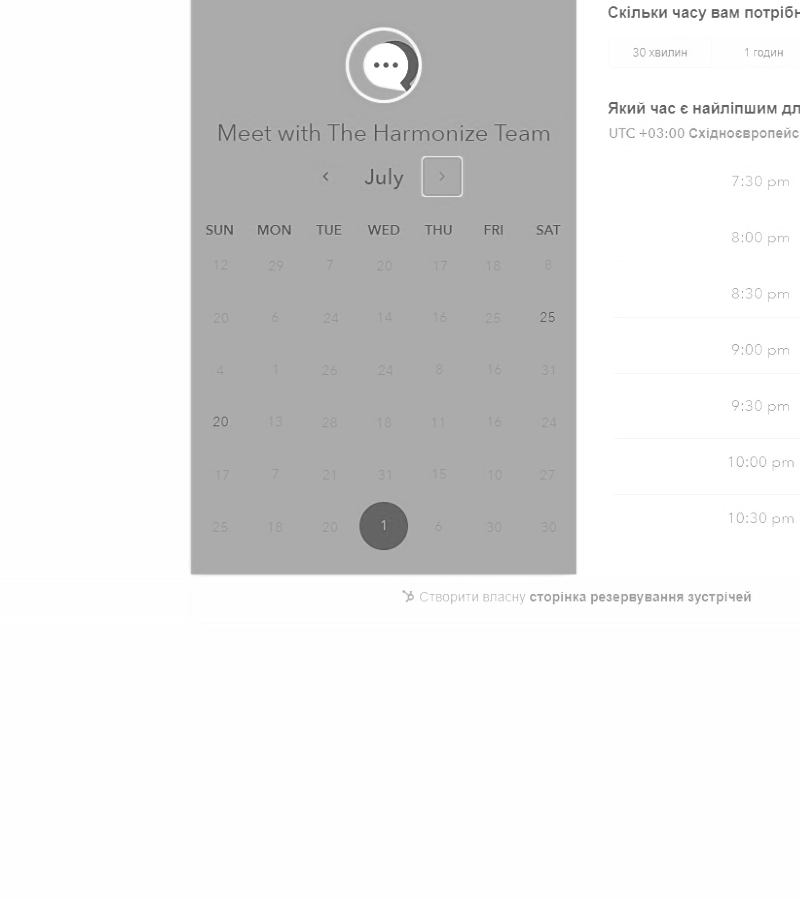 Meet with The Harmonize Team
July
SUN MON TUE WED THU FRI SAT
12 29 7 20 17 18 8
20 6 24 14 16 25 25
4 1 26 24 8 16 31
20 13 28 18 11 16 24
17 7 21 31 15 10 27
25 18 20 1 6 30 30
Скільки часу вам
30 хвилин 1 годин
Який час є найліпшим
UTC +03:00
7:30 pm
8:00 pm
8:30 pm
9:00 pm
9:30 pm
10:00 pm
10:30 pm
Створити власну сторінка резервування зустрічей